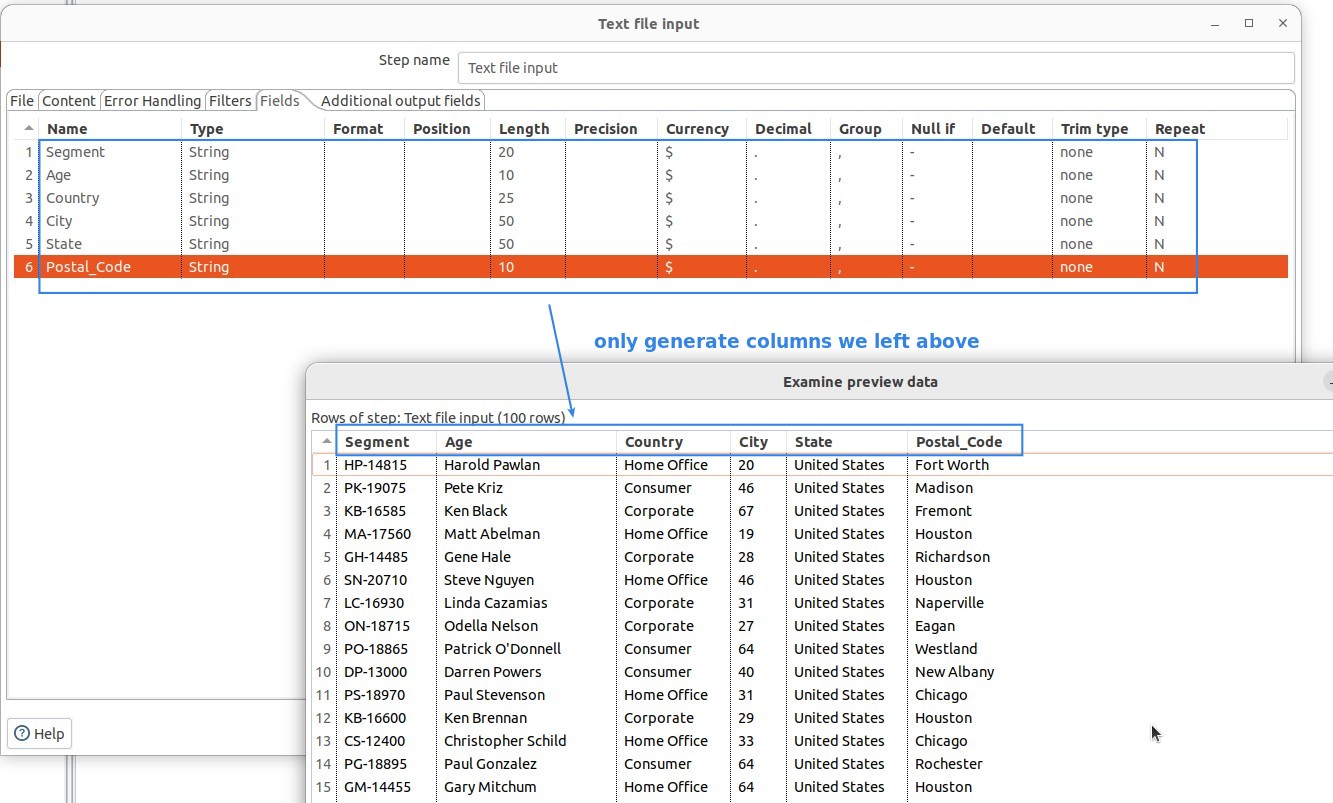 Text file input
Step name Text file input
File Content Error Handling Filters Fields Additional output fields
Name Type Format Position Length Precision Currency Decimal Group Null if Default Trim type Repeat
1 Segment String 20 $ . , - none N
2 Age String 10 $ . , - none N
3 Country String 25 $ . , - none N
4 City String 50 $ . , - none N
5 State String 50 $ . , - none N
6 Postal_Code String 10 $ . , - none N
only generate columns we left above
Examine preview data
Rows of step: Text file input (100 rows)
Segment Age Country City State Postal_Code
1 HP-14815 Harold Pawlan Home Office 20 United States Fort Worth
2 PK-19075 Pete Kriz Consumer 46 United States Madison
3 KB-16585 Ken Black Corporate 67 United States Fremont
4 MA-17560 Matt Abelman Home Office 19 United States Houston
5 GH-14485 Gene Hale Corporate 28 United States Richardson
6 SN-20710 Steve Nguyen Home Office 46 United States Houston
7 LC-16930 Linda Cazamias Corporate 31 United States Naperville
8 ON-18715 Odella Nelson Corporate 27 United States Eagan
9 PO-18865 Patrick O'Donnell Consumer 64 United States Westland
10 DP-13000 Darren Powers Consumer 40 United States New Albany
11 PS-18970 Paul Stevenson Home Office 31 United States Chicago
12 KB-16600 Ken Brennan Corporate 29 United States Houston
13 CS-12400 Christopher Schild Home Office 33 United States Chicago
14 PG-18895 Paul Gonzalez Consumer 64 United States Rochester
15 GM-14455 Gary Mitchum Home Office 64 United States Houston
Help